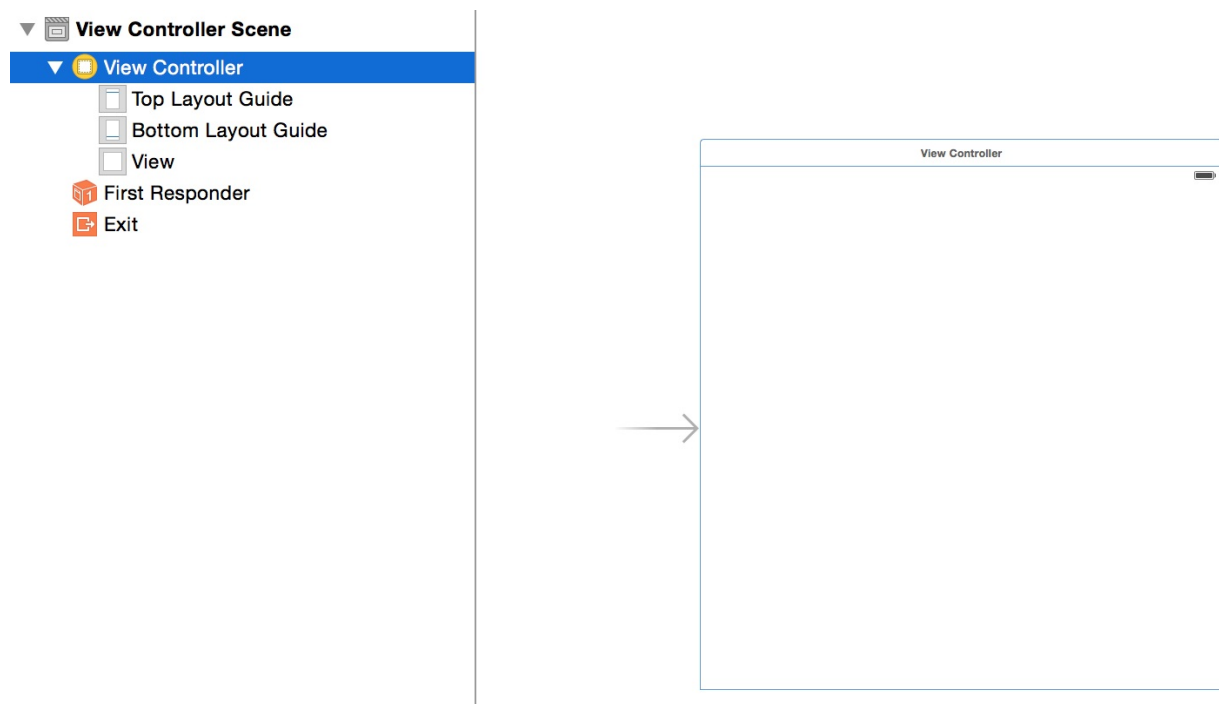 View Controller Scene
View Controller
Top Layout Guide
Bottom Layout Guide
View
First Responder
Exit
View Controller